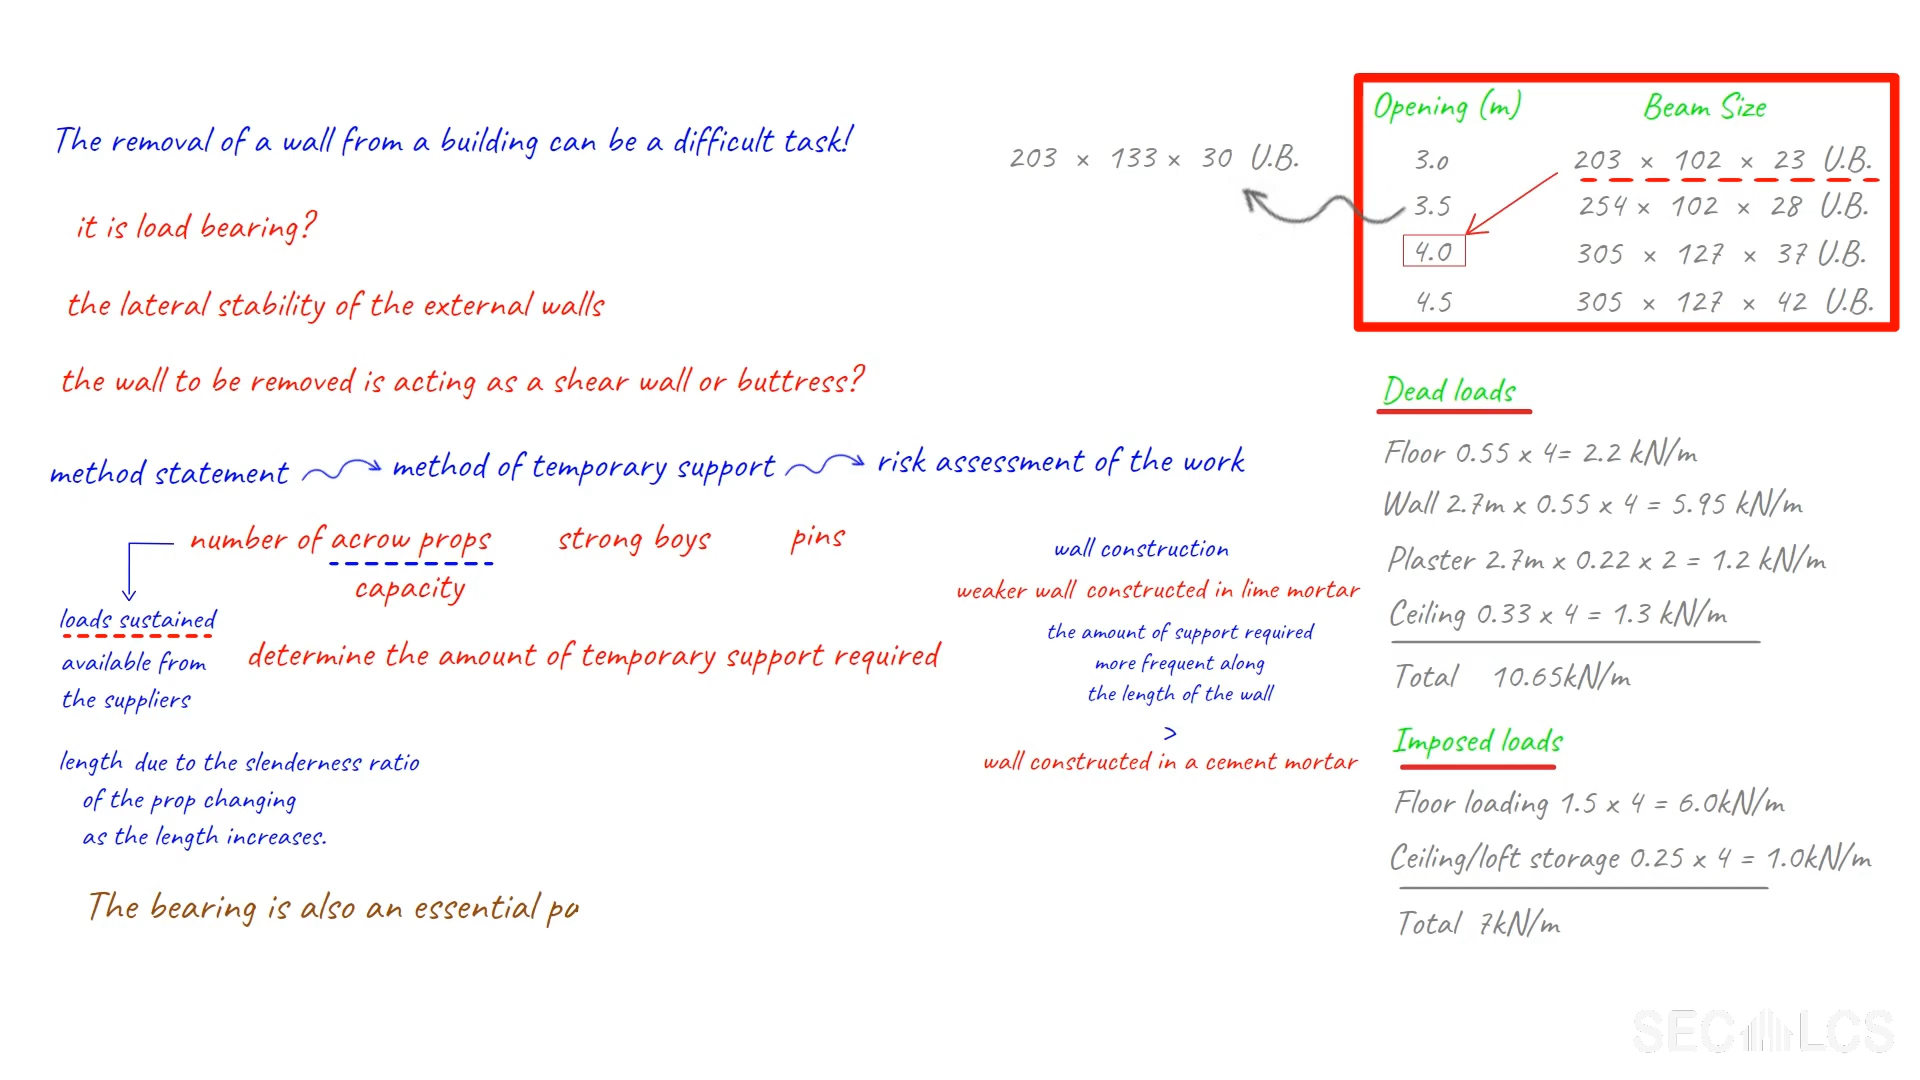 The removal of a wall from a building can be a difficult task!
it is load bearing?
the lateral stability of the external walls
the wall to be removed is acting as a shear wall or buttress?
method statement method of temporary support risk assessment of the work
number of acrow props strong boys pins
capacity
loads sustained
available from
the suppliers
determine the amount of temporary support required
length due to the slenderness ratio
of the prop changing
as the length increases.
The bearing is also an essential pa
wall construction
weaker wall constructed in lime mortar
the amount of support required
more frequent along
the length of the wall
>
wall constructed in a cement mortar
203 × 133 × 30 U.B.
Opening (m) Beam Size
3.0 203 × 102 × 23 U.B.
3.5 254 × 102 × 28 U.B.
4.0 305 × 127 × 37 U.B.
4.5 305 × 127 × 42 U.B.
Dead loads
Floor 0.55 x 4= 2.2 kN/m
Wall 2.7m x 0.55 x 4 = 5.95 kN/m
Plaster 2.7m x 0.22 x 2 = 1.2 kN/m
Ceiling 0.33 x 4 = 1.3 kN/m
Total 10.65kN/m
Imposed loads
Floor loading 1.5 x 4 = 6.0kN/m
Ceiling/loft storage 0.25 x 4 = 1.0kN/m
Total 7kN/m
SECALCS